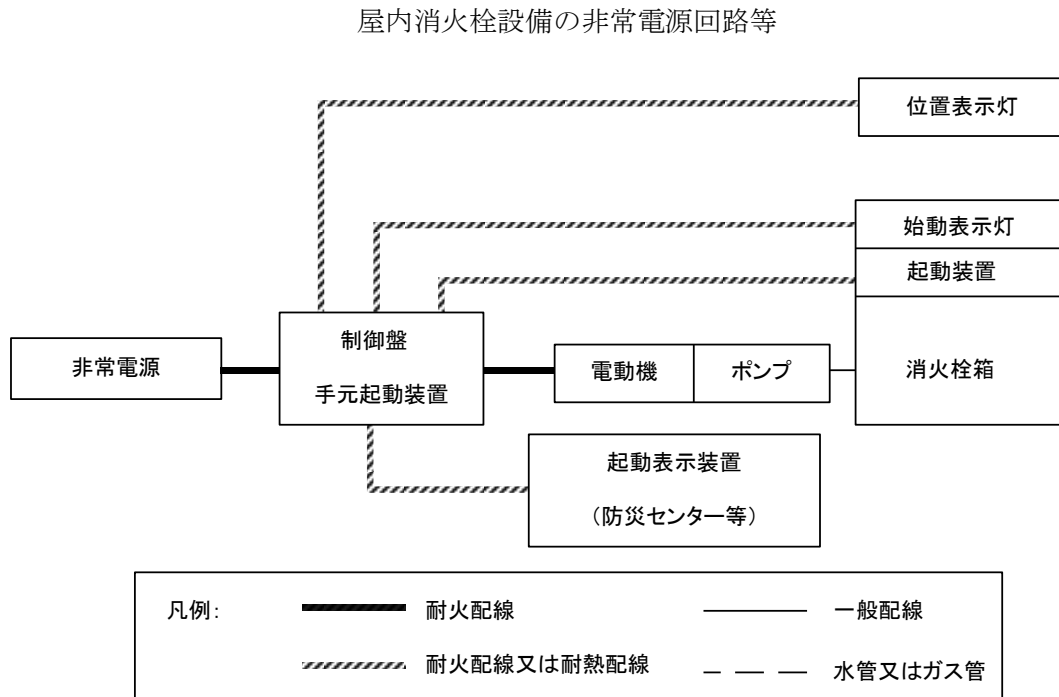 屋内消火栓設備の非常電源回路等
位置表示灯
始動表示灯
起動装置
消火栓箱
非常電源
制御盤
手元起動装置
電動機
ポンプ
起動表示装置
（防災センター等）
凡例：
耐火配線
一般配線
耐火配線又は耐熱配線
水管又はガス管